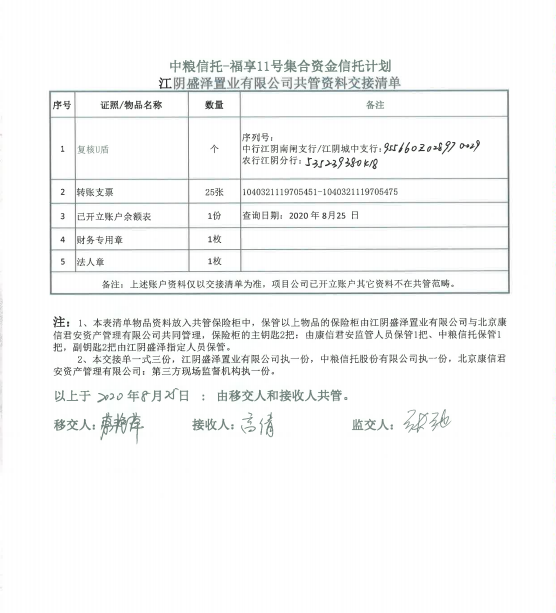 中粮信托-福享11号集合资金信托计划
江阴盛泽置业有限公司共管资料交接清单
序号 证照/物品名称 数量 备注
1 复核U盾 个 序列号：
中行江阴南闸支行/江阴城中支行：
农行江阴分行：
2 转账支票 25张 1040321119705451-1040321119705475
3 已开立账户余额表 1份 查询日期：2020 年 8月25 日
4 财务专用章 1枚
5 法人章 1枚
备注：上述账户资料仅以交接清单为准，项目公司已开立账户其它资料不在共管范畴。
注：1、本表清单物品资料放入共管保险柜中，保管以上物品的保险柜由江阴盛泽置业有限公司与北京康
信君安资产管理有限公司共同管理，保险柜的主钥匙2把：由康信君安监管人员保管1把、中粮信托保管1
把，副钥匙2把由江阴盛泽指定人员保管。
2、本交接单一式三份，江阴盛泽置业有限公司执一份，中粮信托股份有限公司执一份，北京康信君
安资产管理有限公司：第三方现场监督机构执一份。
以上于 2020年8月25日 ：由移交人和接收人共管。
移交人： 接收人：高倩 监交人：